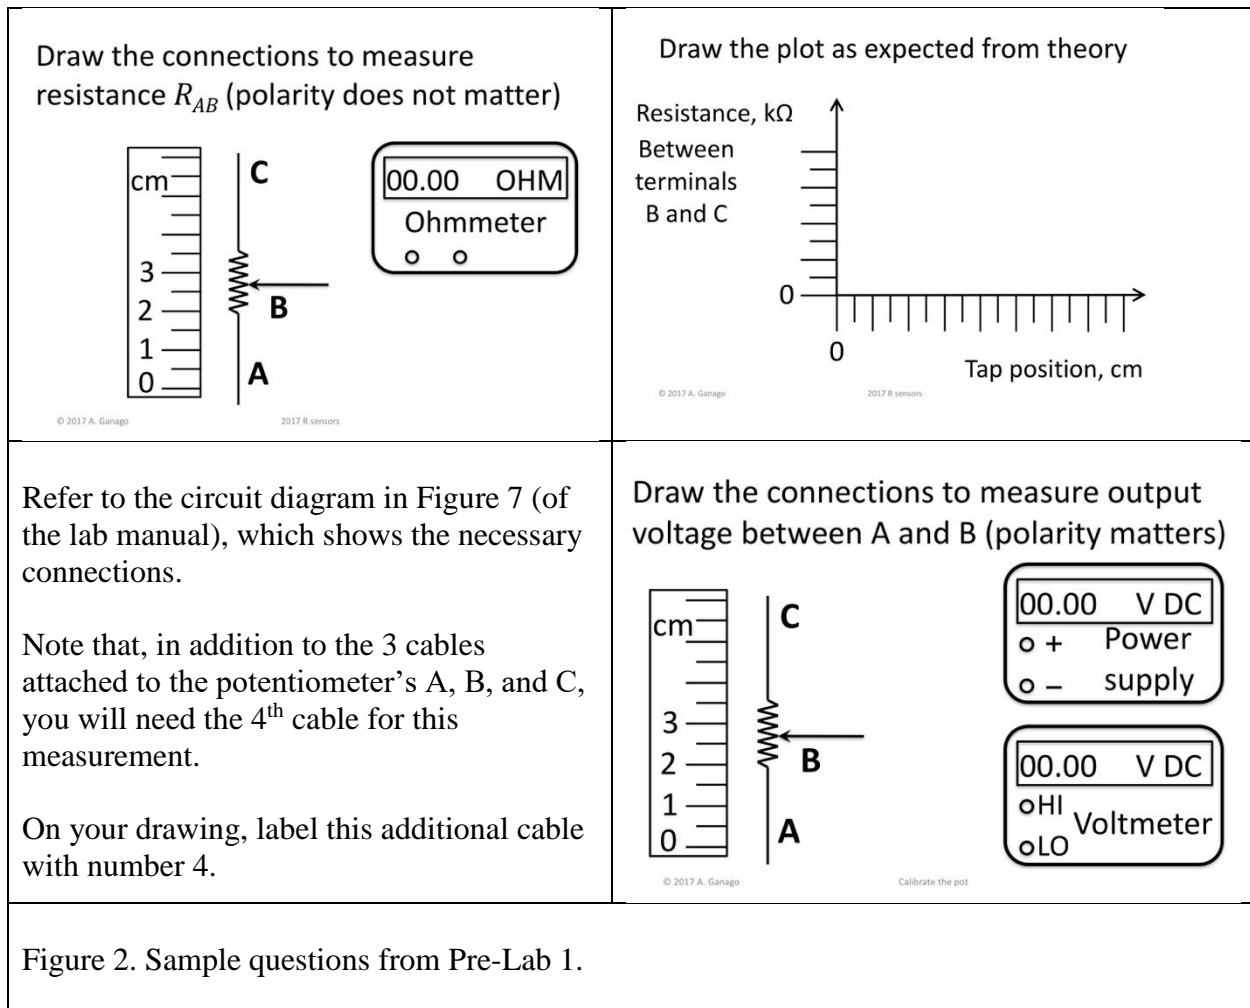 Draw the connections to measure
resistance R_AB (polarity does not matter)
cm
3
2
1
0
C
B
A
00.00 OHM
Ohmmeter
© 2017 A. Ganago
2017 R sensors
Draw the plot as expected from theory
Resistance, kΩ
Between
terminals
B and C
0
0
Tap position, cm
© 2017 A. Ganago
2017 R sensors
Refer to the circuit diagram in Figure 7 (of
the lab manual), which shows the necessary
connections.
Note that, in addition to the 3 cables
attached to the potentiometer’s A, B, and C,
you will need the 4th cable for this
measurement.
On your drawing, label this additional cable
with number 4.
Draw the connections to measure output
voltage between A and B (polarity matters)
cm
3
2
1
0
C
B
A
00.00 V DC
+ Power
– supply
00.00 V DC
HI
Voltmeter
LO
© 2017 A. Ganago
Calibrate the pot
Figure 2. Sample questions from Pre-Lab 1.